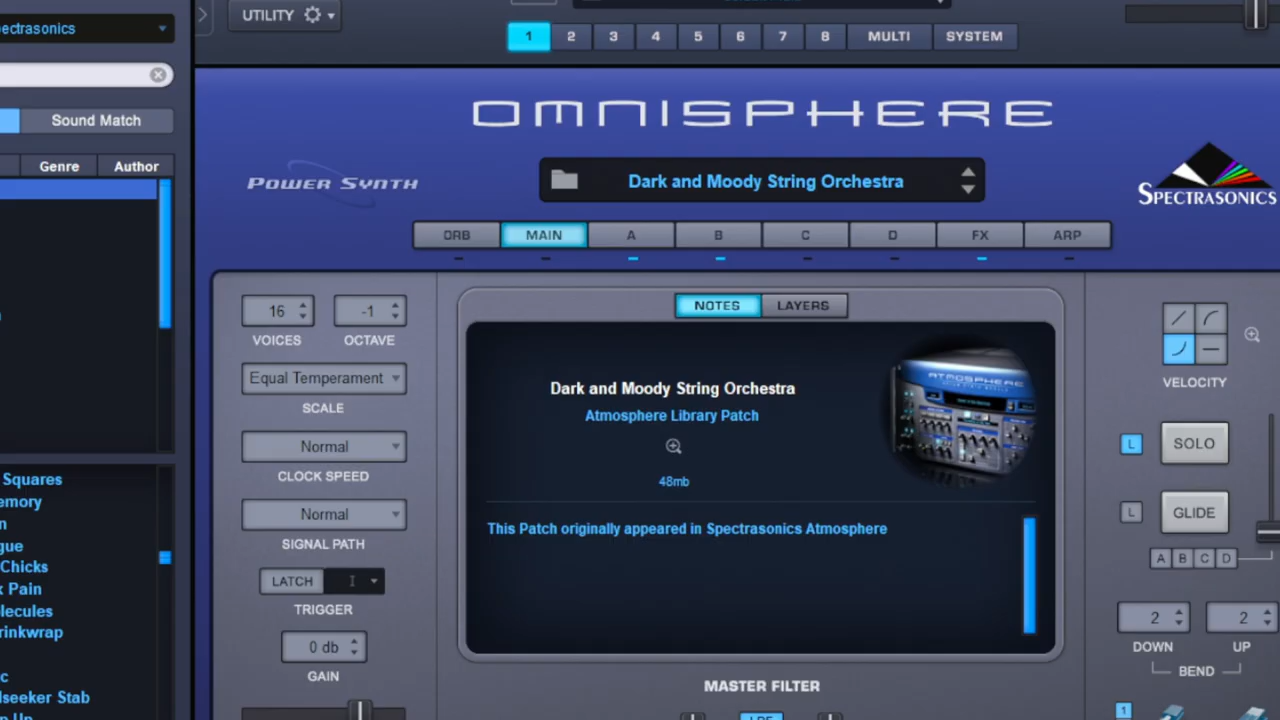 pectrasonics
UTILITY
1 2 3 4 5 6 7 8 MULTI SYSTEM
OMNISPHERE
Sound Match
Genre Author
POWER SYNTH
Dark and Moody String Orchestra
SPECTRASONICS
ORB MAIN A B C D FX ARP
NOTES LAYERS
16 -1
VOICES OCTAVE
Equal Temperament
SCALE
Normal
CLOCK SPEED
Normal
SIGNAL PATH
LATCH
TRIGGER
0 db
GAIN
Dark and Moody String Orchestra
Atmosphere Library Patch
48mb
This Patch originally appeared in Spectrasonics Atmosphere
ATMOSPHERE
VELOCITY
L SOLO
L GLIDE
A B C D
2 2
DOWN UP
BEND
1
MASTER FILTER
LPF
Squares
emory
n
gue
Chicks
x Pain
lecules
rinkwrap
c
dseeker Stab